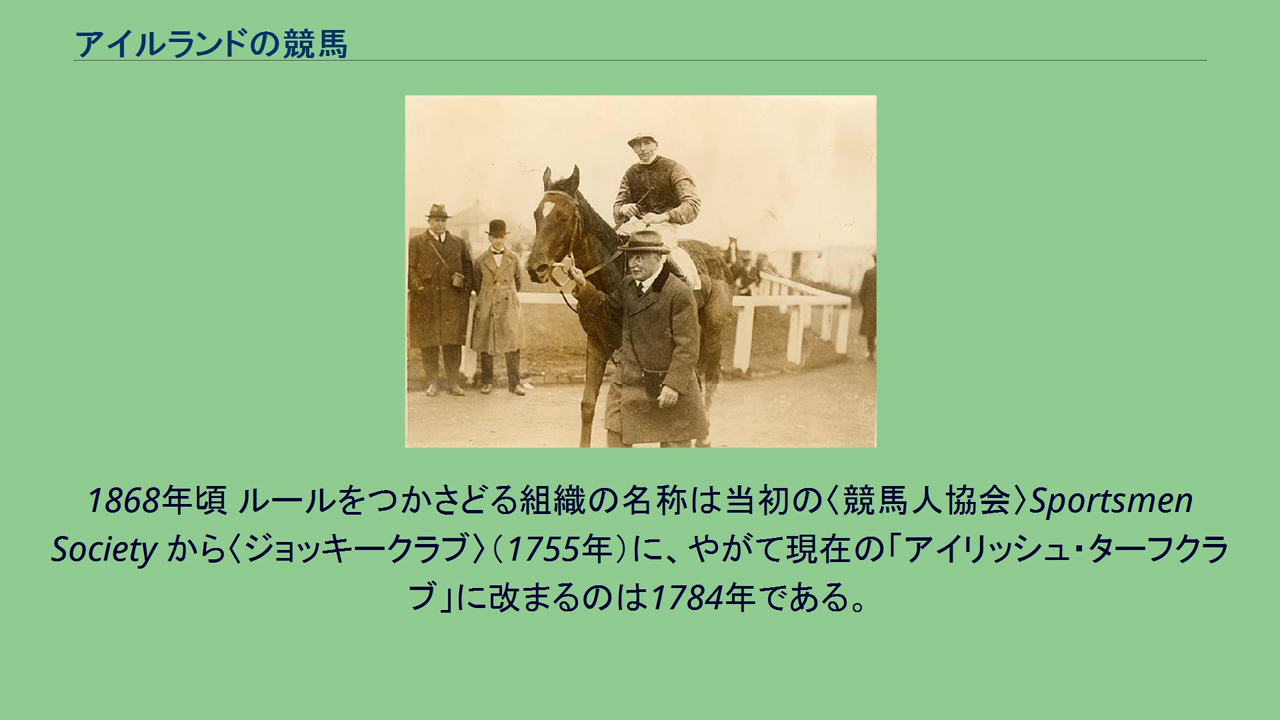 アイルランドの競馬
1868年頃 ルールをつかさどる組織の名称は当初の〈競馬人協会〉Sportsmen
Society から〈ジョッキークラブ〉（1755年）に、やがて現在の「アイリッシュ・ターフクラ
ブ」に改まるのは1784年である。